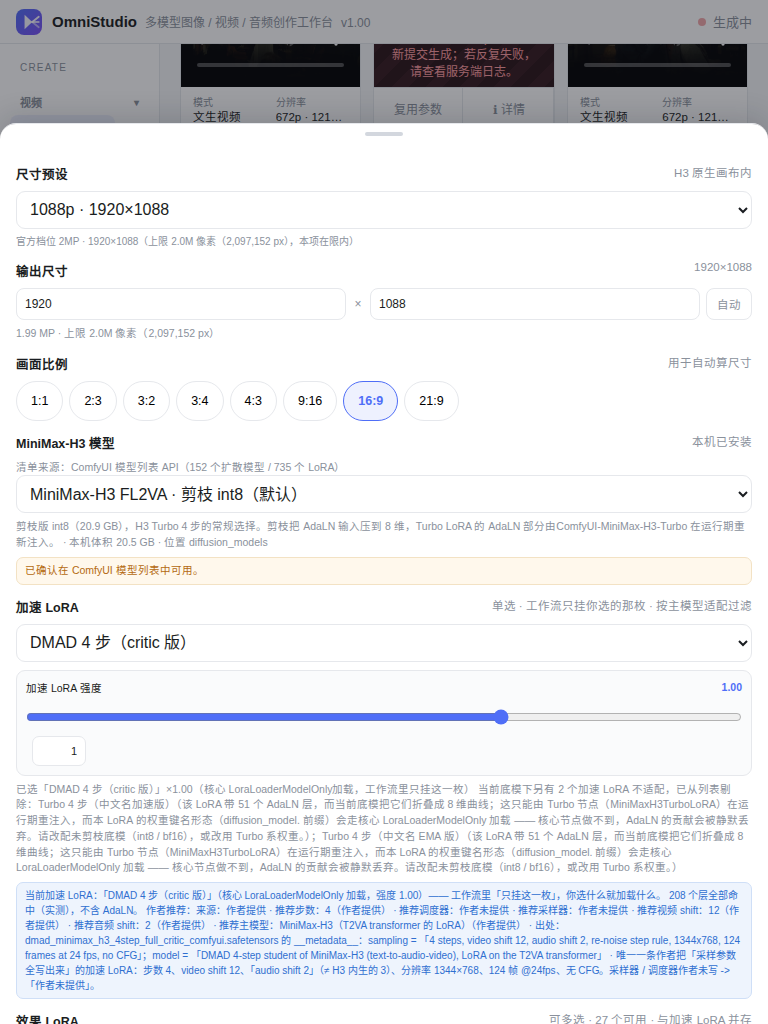 OmniStudio 多模型图像 / 视频 / 音频创作工作台 v1.00
生成中
CREATE
视频
新提交生成；若反复失败，
请查看服务端日志。
模式
分辨率
文生视频
672p · 121…
复用参数
ℹ 详情
模式
分辨率
文生视频
672p · 121…
尺寸预设
H3 原生画布内
1088p · 1920×1088
官方档位 2MP · 1920×1088（上限 2.0M 像素（2,097,152 px），本项在限内）
输出尺寸
1920×1088
1920 × 1088 自动
1.99 MP · 上限 2.0M 像素（2,097,152 px）
画面比例
用于自动算尺寸
1:1 2:3 3:2 3:4 4:3 9:16 16:9 21:9
MiniMax-H3 模型
本机已安装
清单来源：ComfyUI 模型列表 API（152 个扩散模型 / 735 个 LoRA）
MiniMax-H3 FL2VA · 剪枝 int8（默认）
剪枝版 int8（20.9 GB），H3 Turbo 4 步的常规选择。剪枝把 AdaLN 输入压到 8 维，Turbo LoRA 的 AdaLN 部分由ComfyUI-MiniMax-H3-Turbo 在运行期重
新注入。 · 本机体积 20.5 GB · 位置 diffusion_models
已确认在 ComfyUI 模型列表中可用。
加速 LoRA
单选 · 工作流只挂你选的那枚 · 按主模型适配过滤
DMAD 4 步（critic 版）
加速 LoRA 强度
1.00
1
已选「DMAD 4 步（critic 版）」×1.00（核心 LoraLoaderModelOnly加载，工作流里只挂这一枚） 当前底模下另有 2 个加速 LoRA 不适配，已从列表剔
除：Turbo 4 步（中文名加速版）（该 LoRA 带 51 个 AdaLN 层，而当前底模把它们折叠成 8 维曲线；这只能由 Turbo 节点（MiniMaxH3TurboLoRA）在运
行期重注入，而本 LoRA 的权重键名形态（diffusion_model. 前缀）会走核心 LoraLoaderModelOnly 加载 —— 核心节点做不到，AdaLN 的贡献会被静默丢
弃。请改配未剪枝底模（int8 / bf16），或改用 Turbo 系权重。）；Turbo 4 步（中文名 EMA 版）（该 LoRA 带 51 个 AdaLN 层，而当前底模把它们折叠成 8
维曲线；这只能由 Turbo 节点（MiniMaxH3TurboLoRA）在运行期重注入，而本 LoRA 的权重键名形态（diffusion_model. 前缀）会走核心
LoraLoaderModelOnly 加载 —— 核心节点做不到，AdaLN 的贡献会被静默丢弃。请改配未剪枝底模（int8 / bf16），或改用 Turbo 系权重。）
当前加速 LoRA：「DMAD 4 步（critic 版）」（核心 LoraLoaderModelOnly 加载，强度 1.00）—— 工作流里「只挂这一枚」，你选什么就加载什么。 208 个层全部命
中（实测），不含 AdaLN。 作者推荐：来源：作者提供 · 推荐步数：4（作者提供） · 推荐调度器：作者未提供 · 推荐采样器：作者未提供 · 推荐视频 shift：12（作
者提供） · 推荐音频 shift：2（作者提供） · 推荐主模型：MiniMax-H3（T2VA transformer 的 LoRA）（作者提供） · 出处：
dmad_minimax_h3_4step_full_critic_comfyui.safetensors 的 __metadata__：sampling = 「4 steps, video shift 12, audio shift 2, re-noise step rule, 1344x768, 124
frames at 24 fps, no CFG」；model = 「DMAD 4-step student of MiniMax-H3 (text-to-audio-video), LoRA on the T2VA transformer」 · 唯一一条作者把「采样参数
全写出来」的加速 LoRA：步数 4、video shift 12、「audio shift 2」（≠ H3 内生的 3）、分辨率 1344×768、124 帧 @24fps、无 CFG。采样器 / 调度器作者未写 ->
「作者未提供」。
效果 LoRA
可多选 · 27 个可用 · 与加速 LoRA 并存